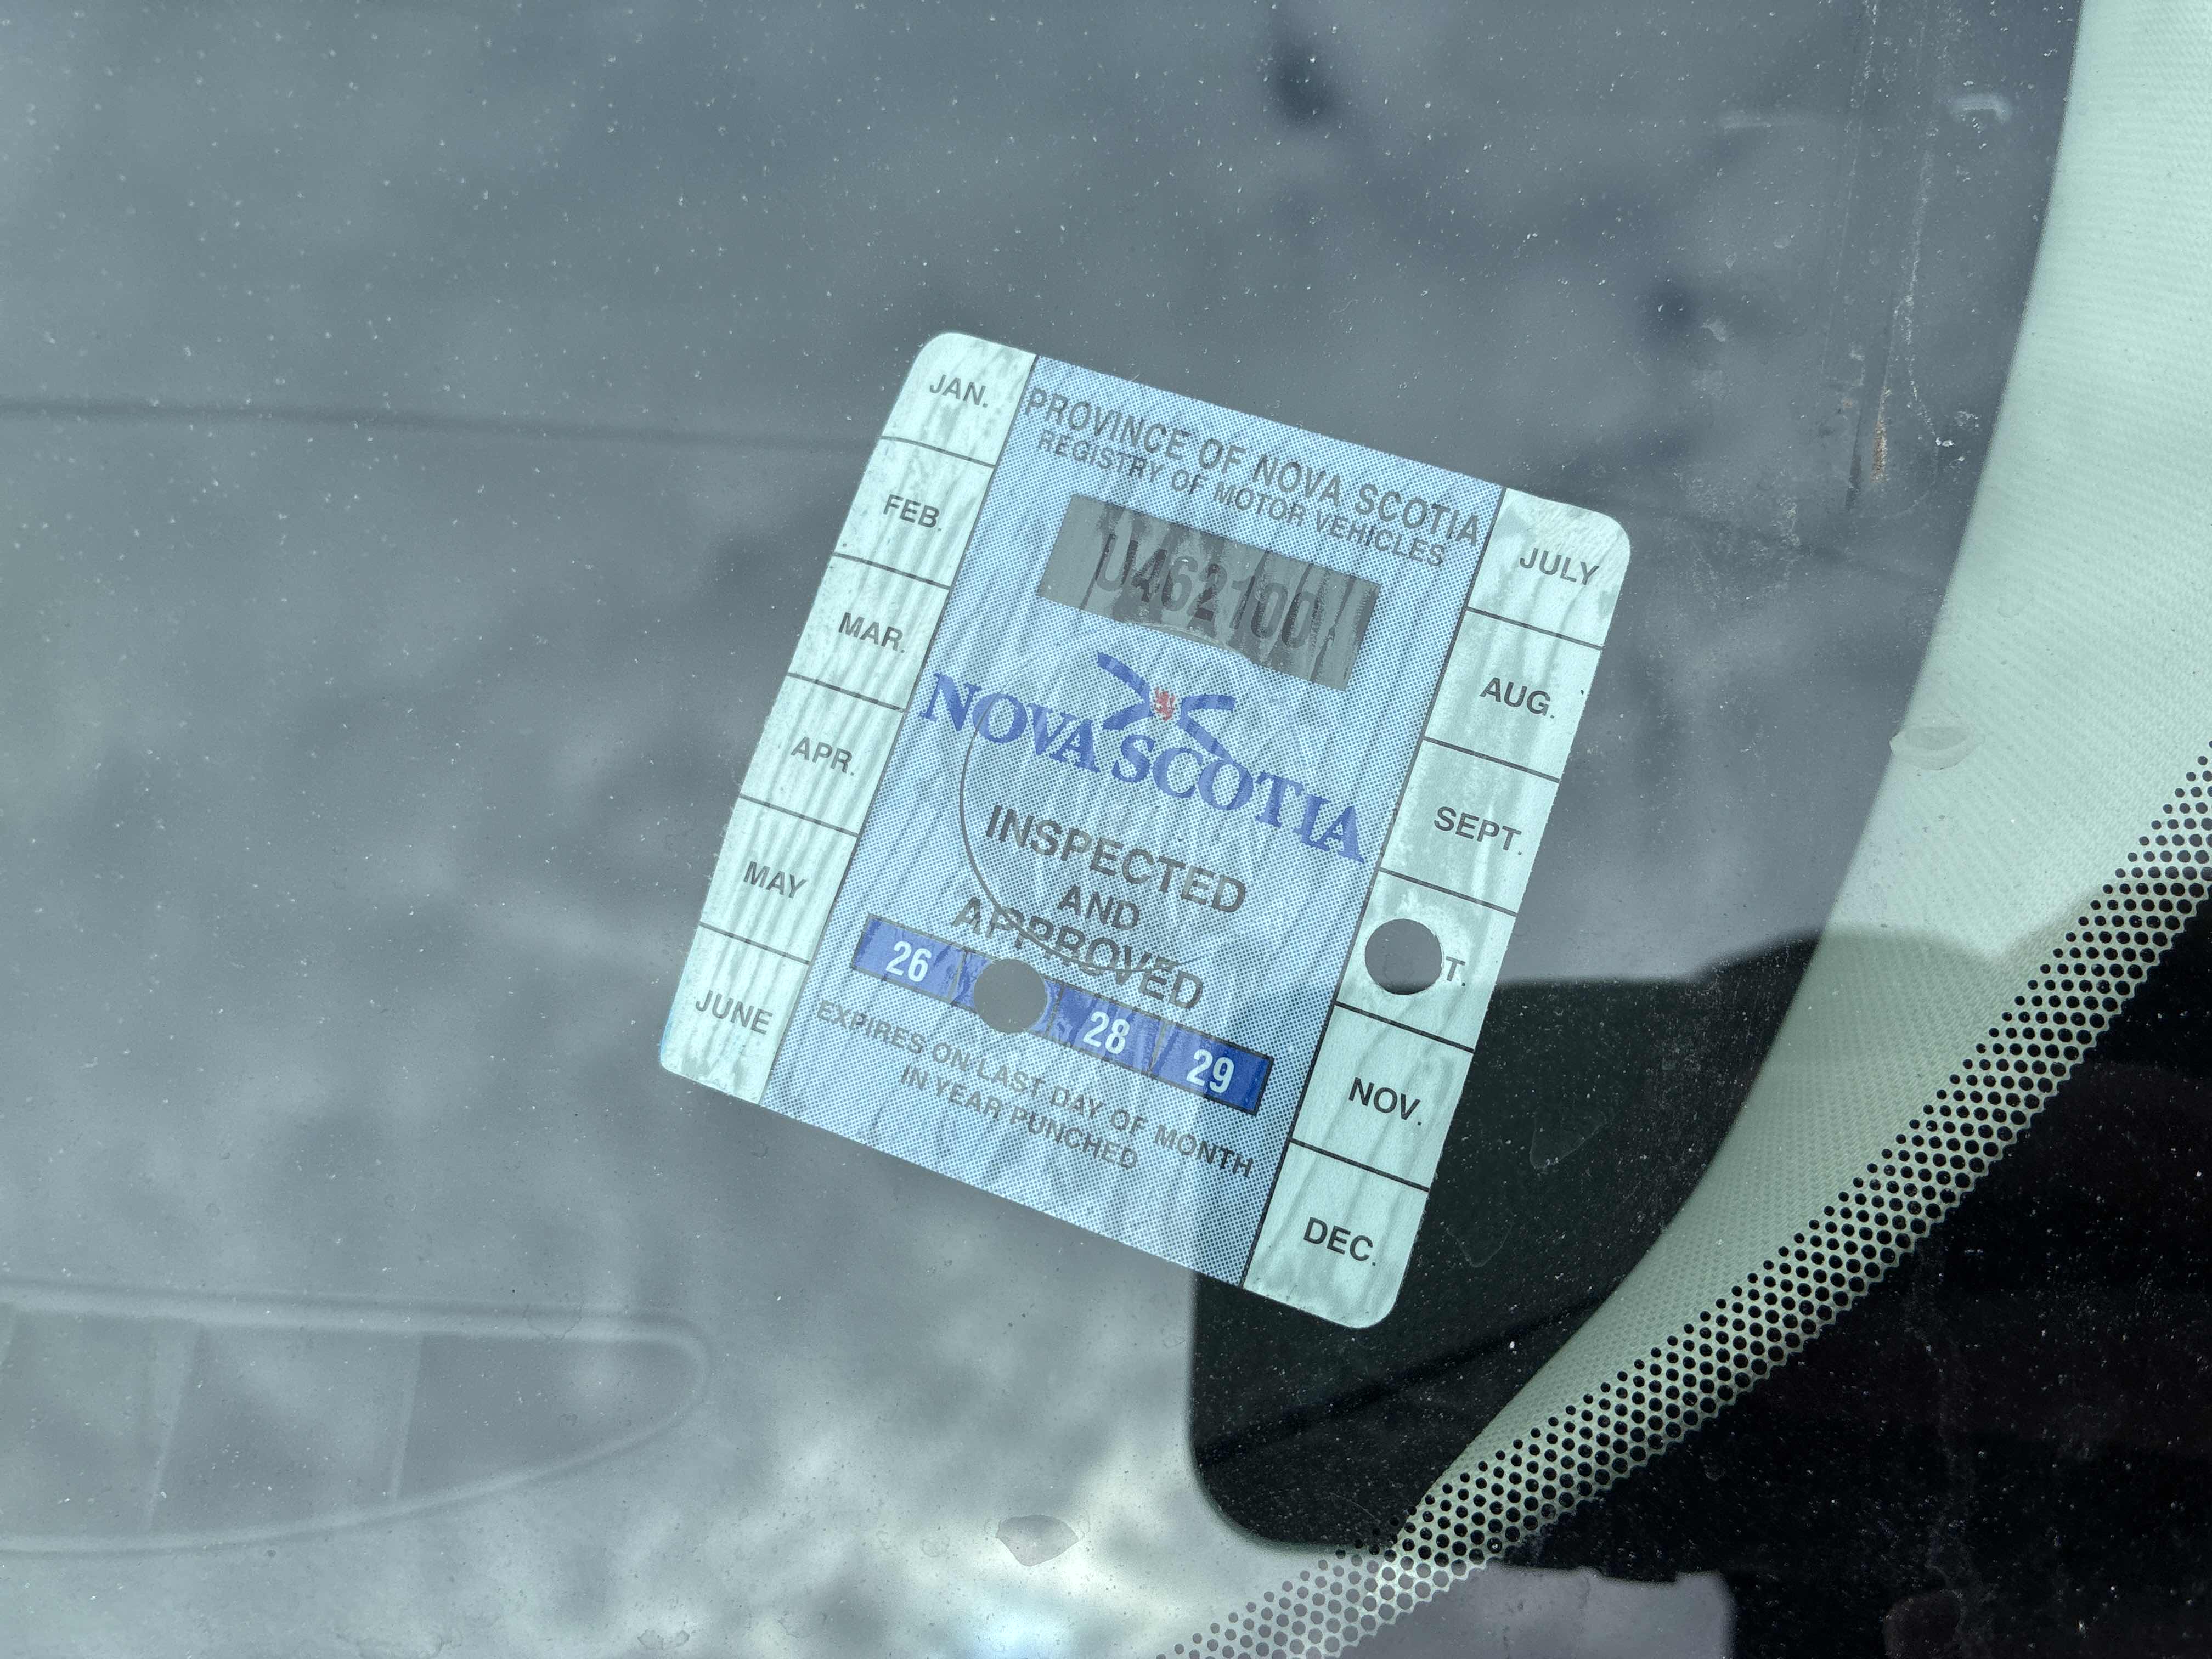 PROVINCE OF NOVA SCOTIA
REGISTRY OF MOTOR VEHICLES
U462100
NOVA SCOTIA
INSPECTED
AND
APPROVED
26 28 29
EXPIRES ON LAST DAY OF MONTH
IN YEAR PUNCHED
JAN.
FEB.
MAR.
APR.
MAY
JUNE
JULY
AUG.
SEPT.
T.
NOV.
DEC.